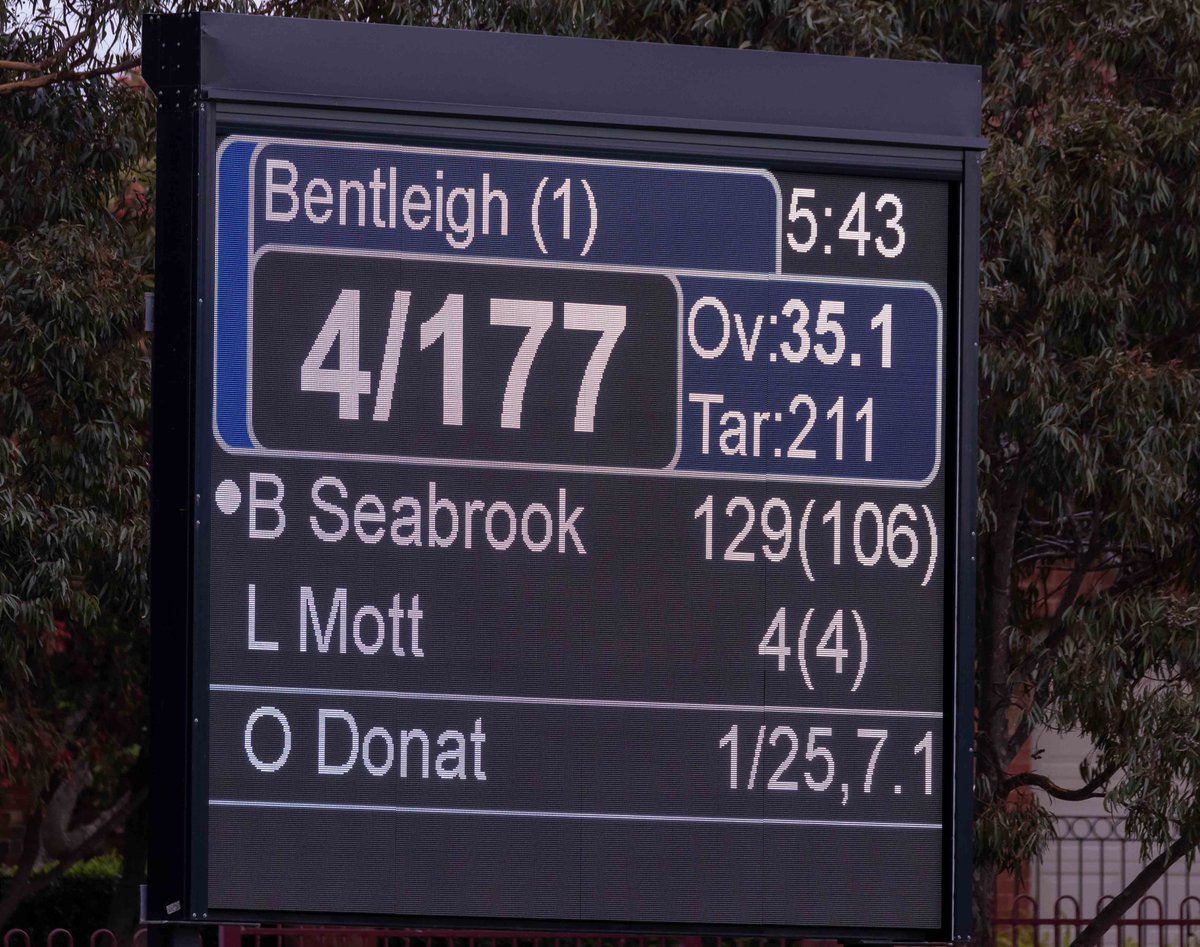 Bentleigh (1) 5:43
4/177 Ov:35.1
Tar:211
B Seabrook 129(106)
L Mott 4(4)
O Donat 1/25,7.1